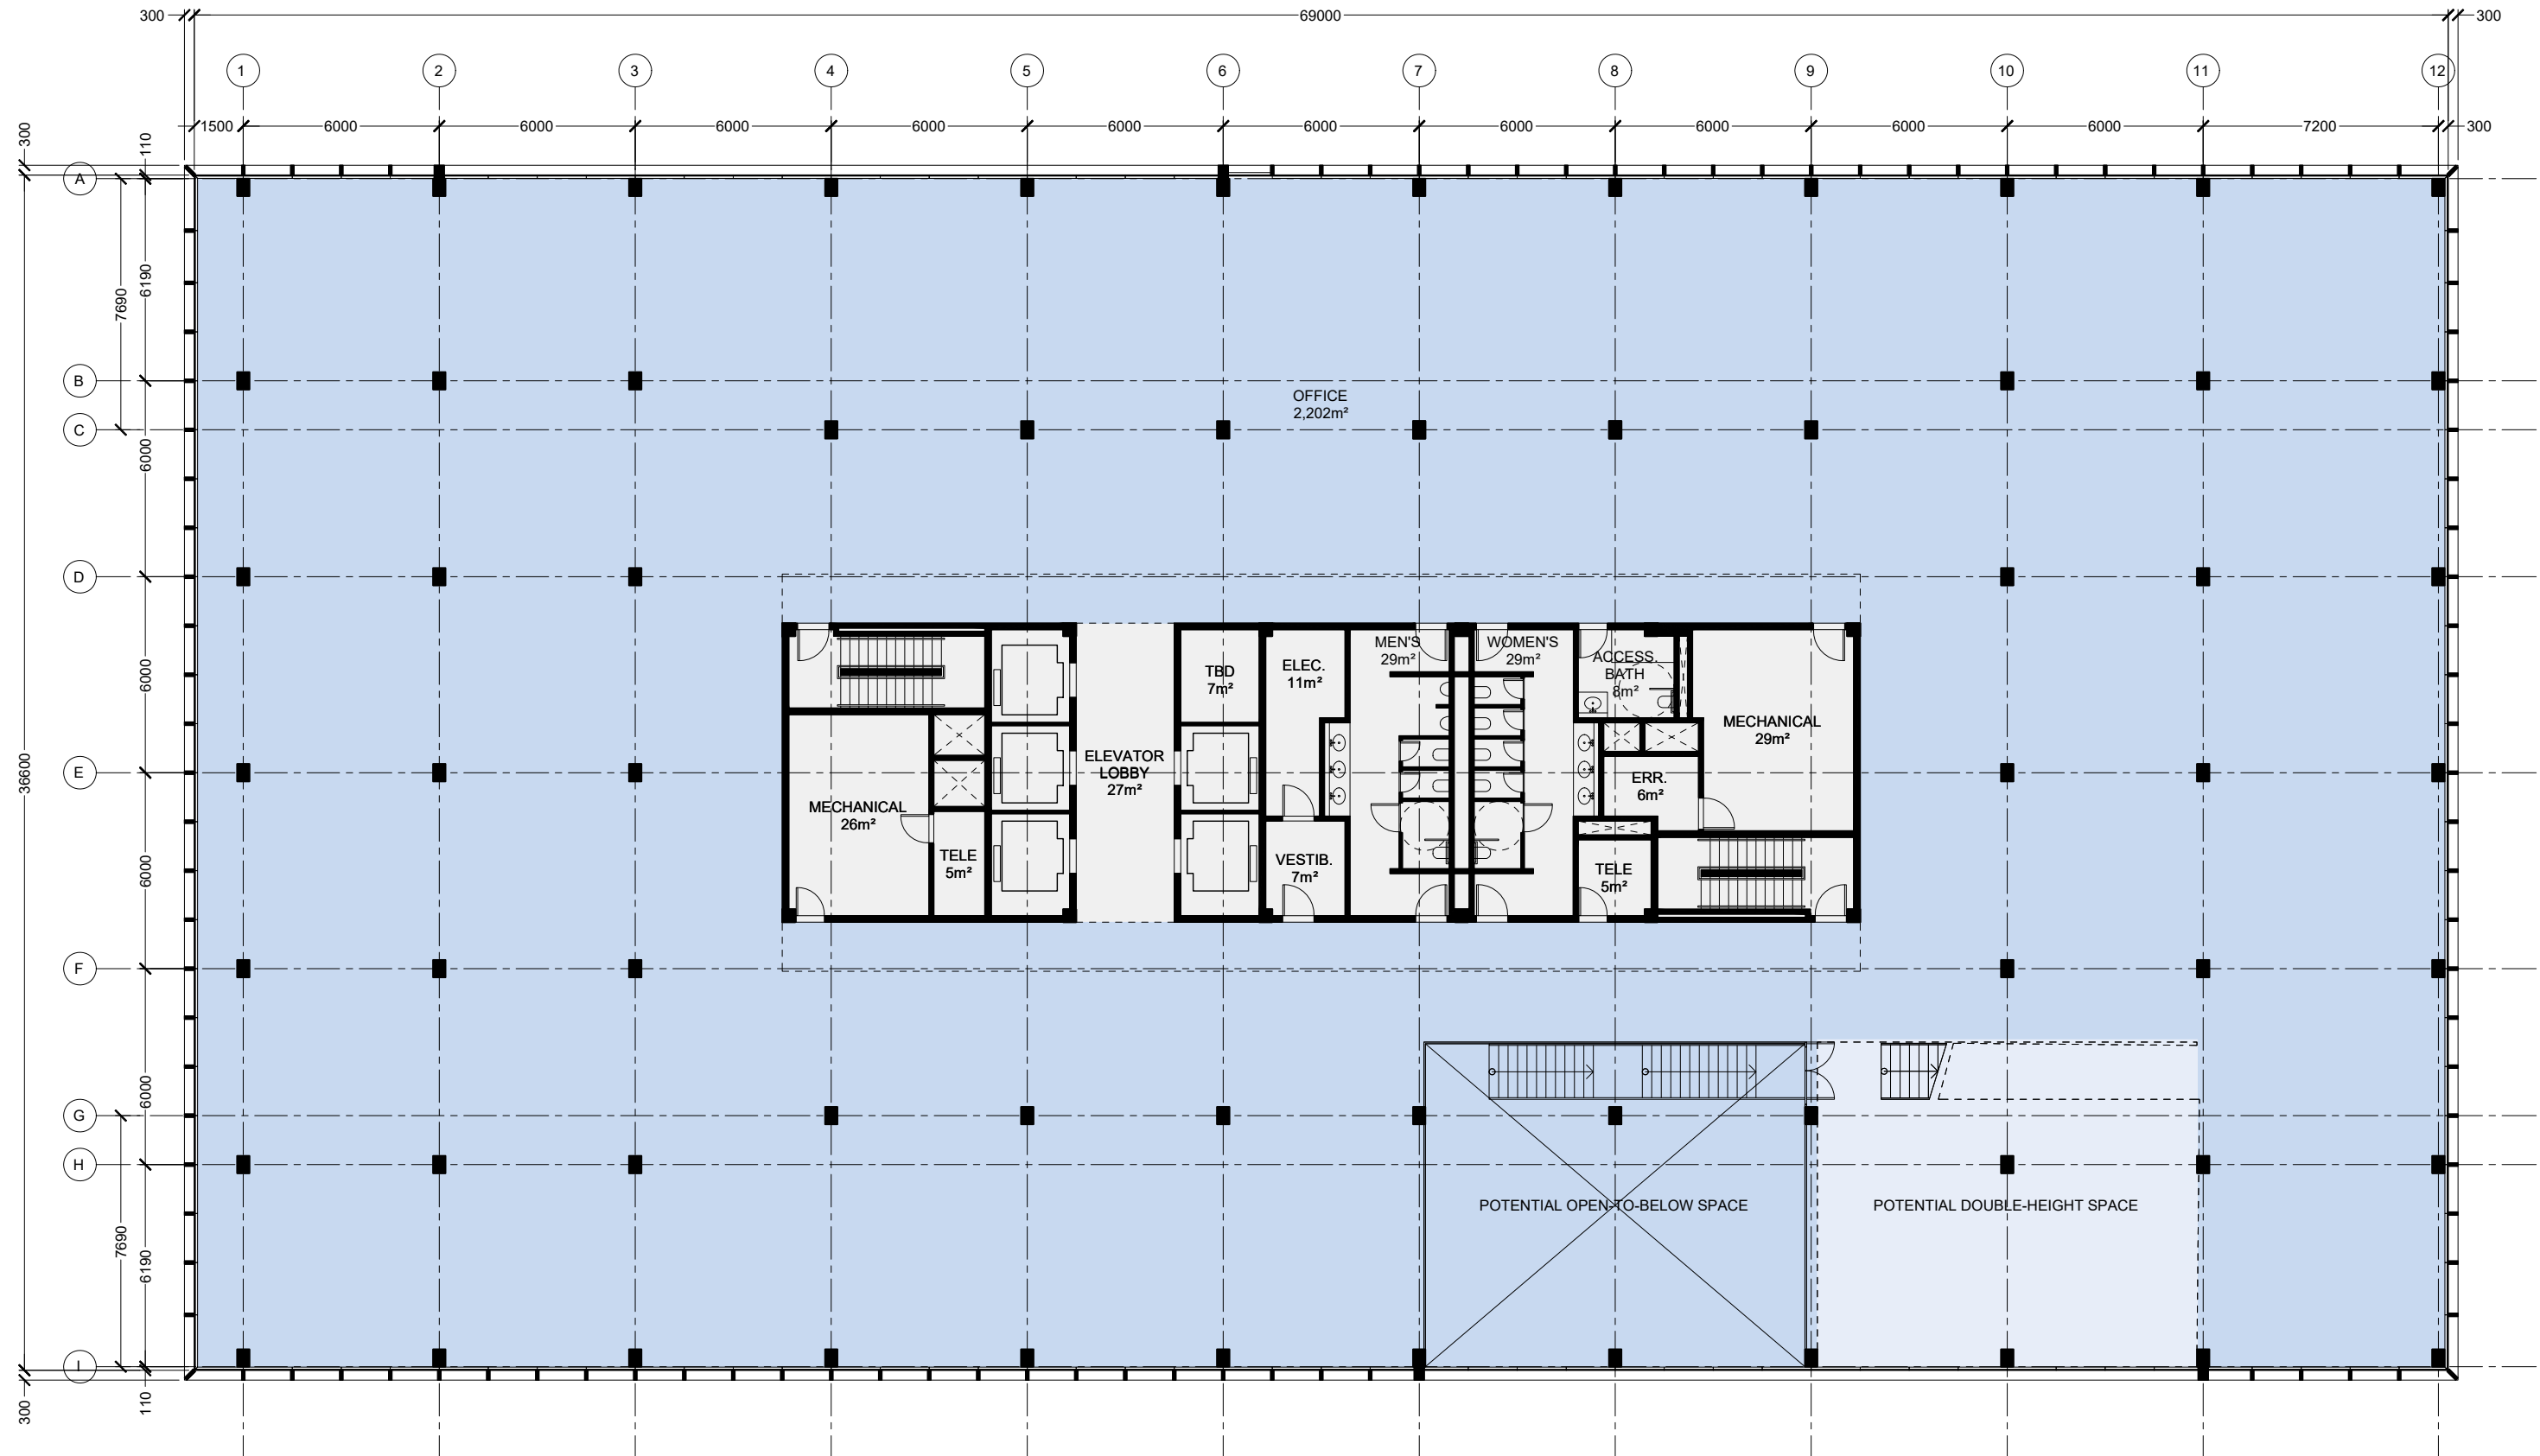 300 69000 300
1 2 3 4 5 6 7 8 9 10 11 12
1500 6000 6000 6000 6000 6000 6000 6000 6000 6000 6000 7200 300
300
110
A
6190
7690
B
OFFICE
2,202m²
C
6000
D
6000
MEN'S
29m²
WOMEN'S
29m²
ACCESS.
BATH
8m²
TBD
7m²
ELEC.
11m²
MECHANICAL
29m²
36600
E
ELEVATOR
LOBBY
27m²
ERR.
6m²
MECHANICAL
26m²
TELE
5m²
VESTIB.
7m²
TELE
5m²
6000
F
6000
G
H
POTENTIAL OPEN-TO-BELOW SPACE
POTENTIAL DOUBLE-HEIGHT SPACE
7690
6190
I
110
300